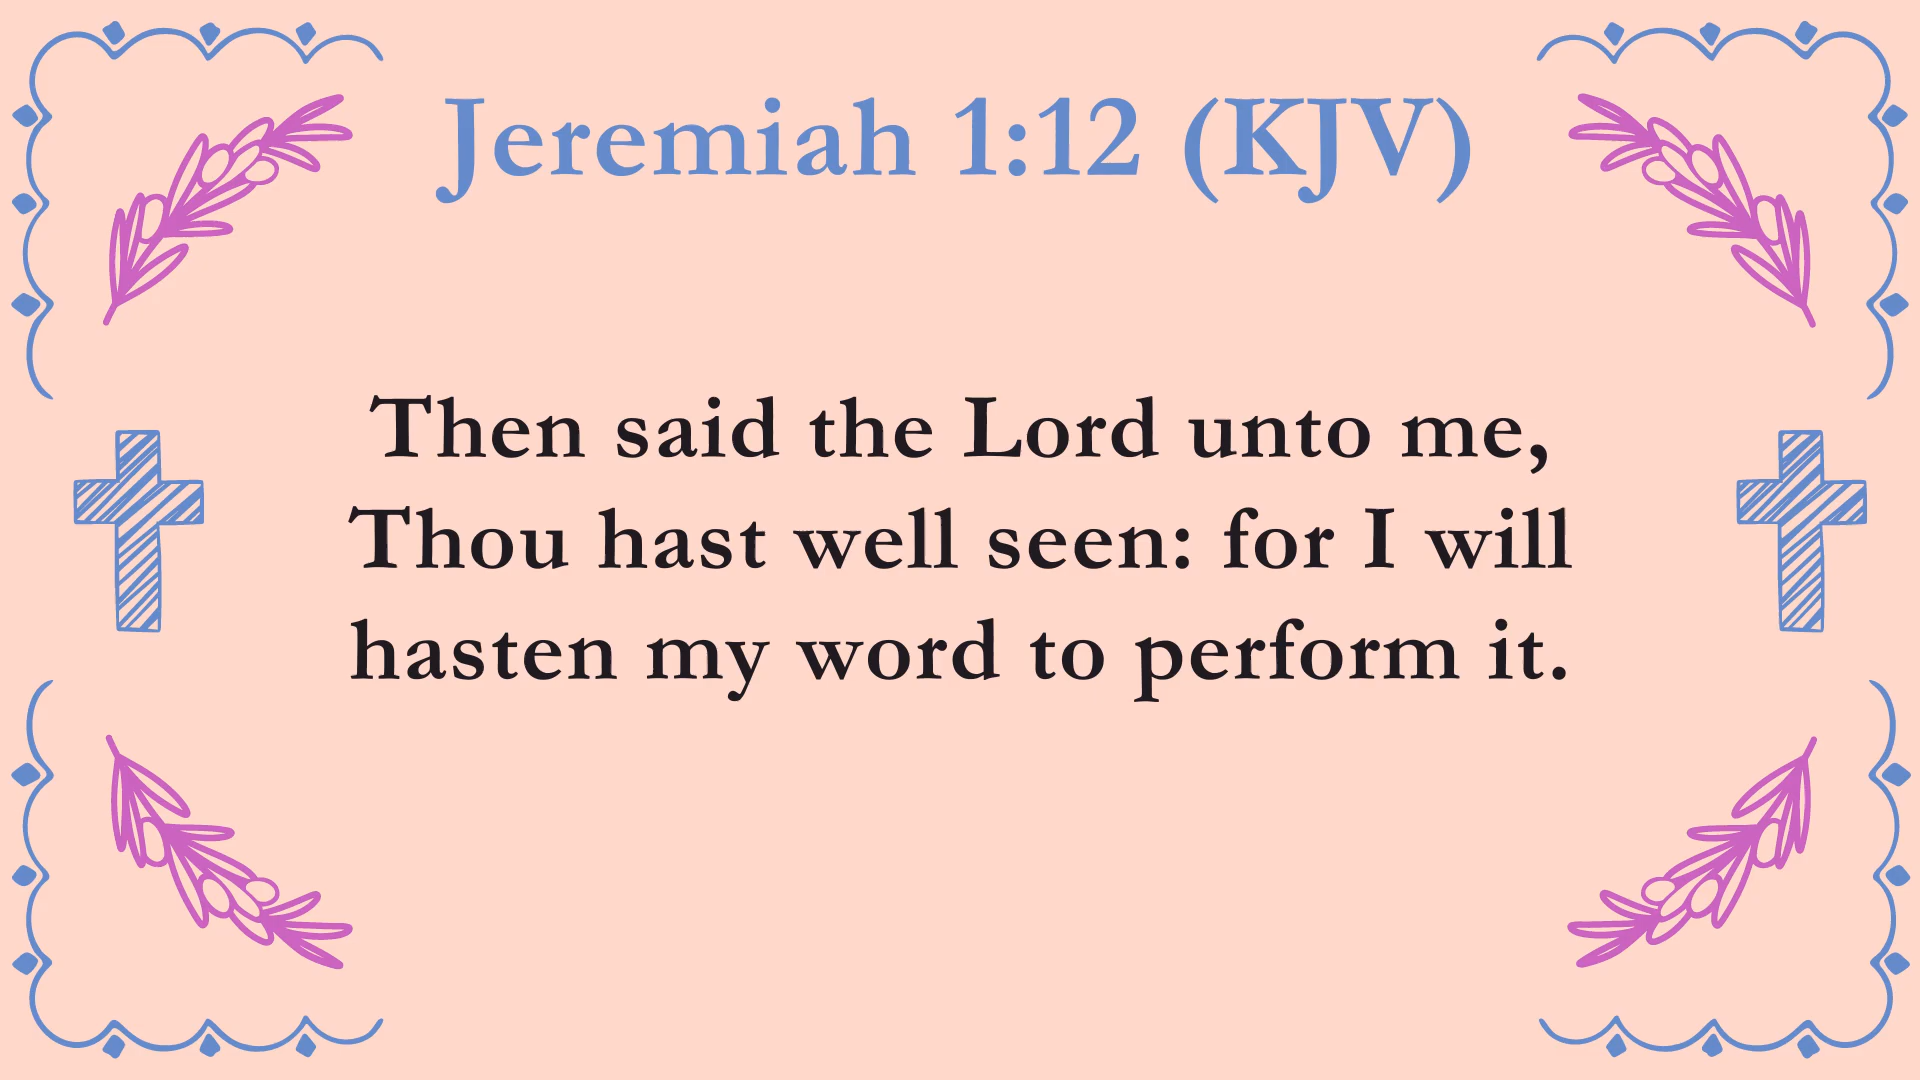 Jeremiah 1:12 (KJV)
Then said the Lord unto me,
Thou hast well seen: for I will
hasten my word to perform it.